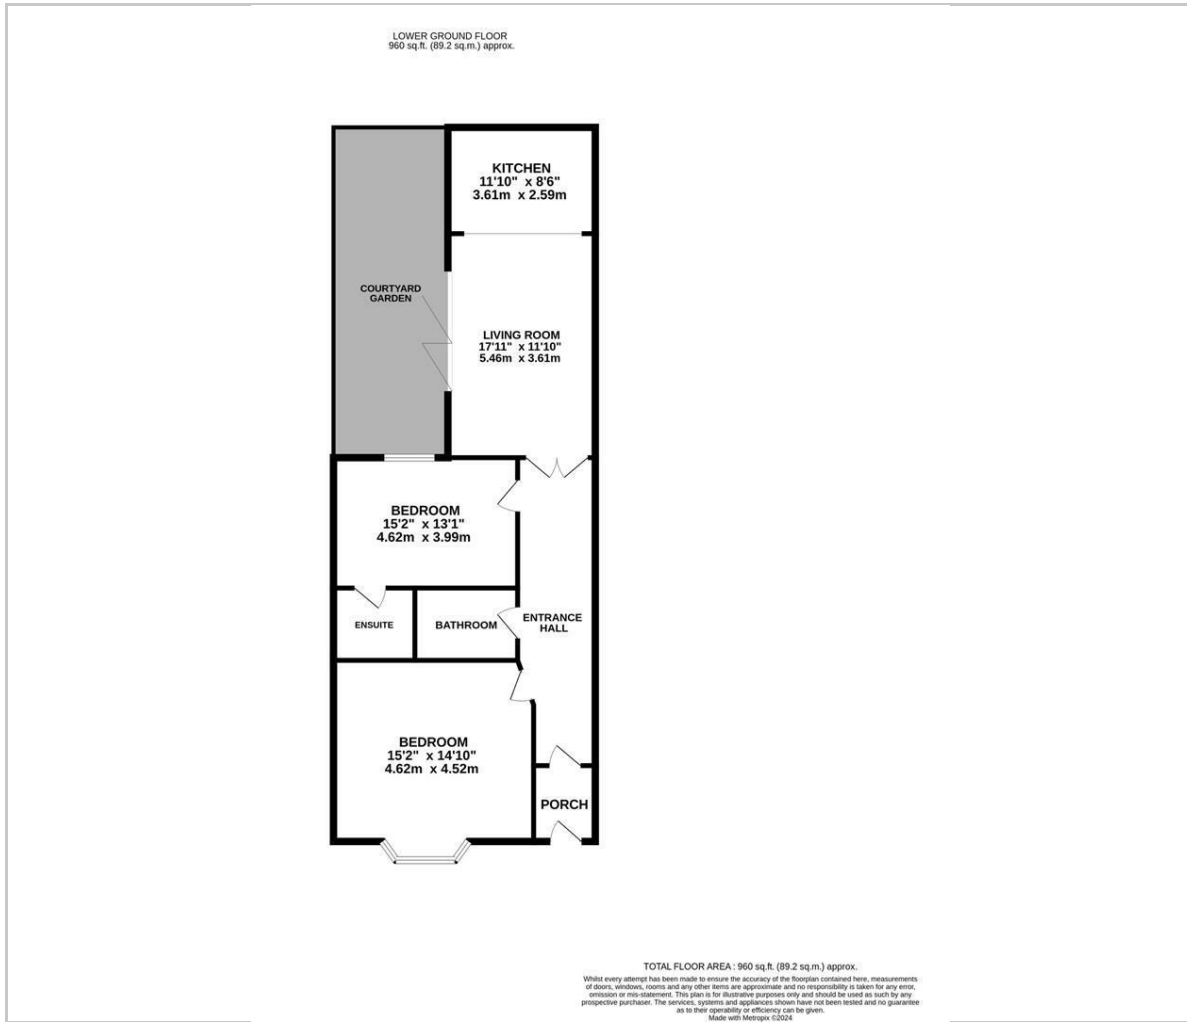 LOWER GROUND FLOOR
960 sq.ft. (89.2 sq.m.) approx.
KITCHEN
11'10" x 8'6"
3.61m x 2.59m
COURTYARD
GARDEN
LIVING ROOM
17'11" x 11'10"
5.46m x 3.61m
BEDROOM
15'2" x 13'1"
4.62m x 3.99m
ENSUITE
BATHROOM
ENTRANCE
HALL
BEDROOM
15'2" x 14'10"
4.62m x 4.52m
PORCH
TOTAL FLOOR AREA : 960 sq.ft. (89.2 sq.m.) approx.
Whilst every attempt has been made to ensure the accuracy of the floorplan contained here, measurements
of doors, windows, rooms and any other items are approximate and no responsibility is taken for any error,
omission or mis-statement. This plan is for illustrative purposes only and should be used as such by any
prospective purchaser. The services, systems and appliances shown have not been tested and no guarantee
as to their operability or efficiency can be given.
Made with Metropix ©2024